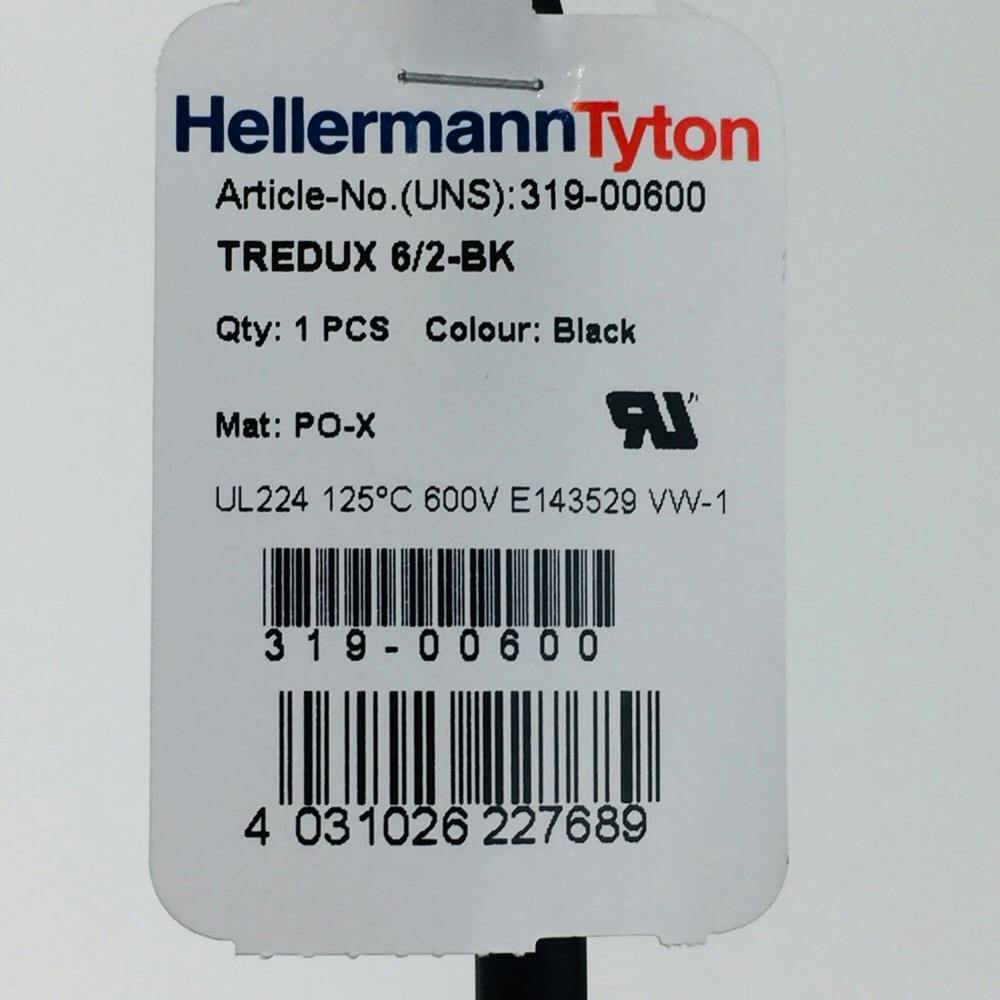 HellermannTyton
Article-No.(UNS):319-00600
TREDUX 6/2-BK
Qty: 1 PCS Colour: Black
Mat: PO-X
UL224 125°C 600V E143529 VW-1
319-00600
4 031026 227689